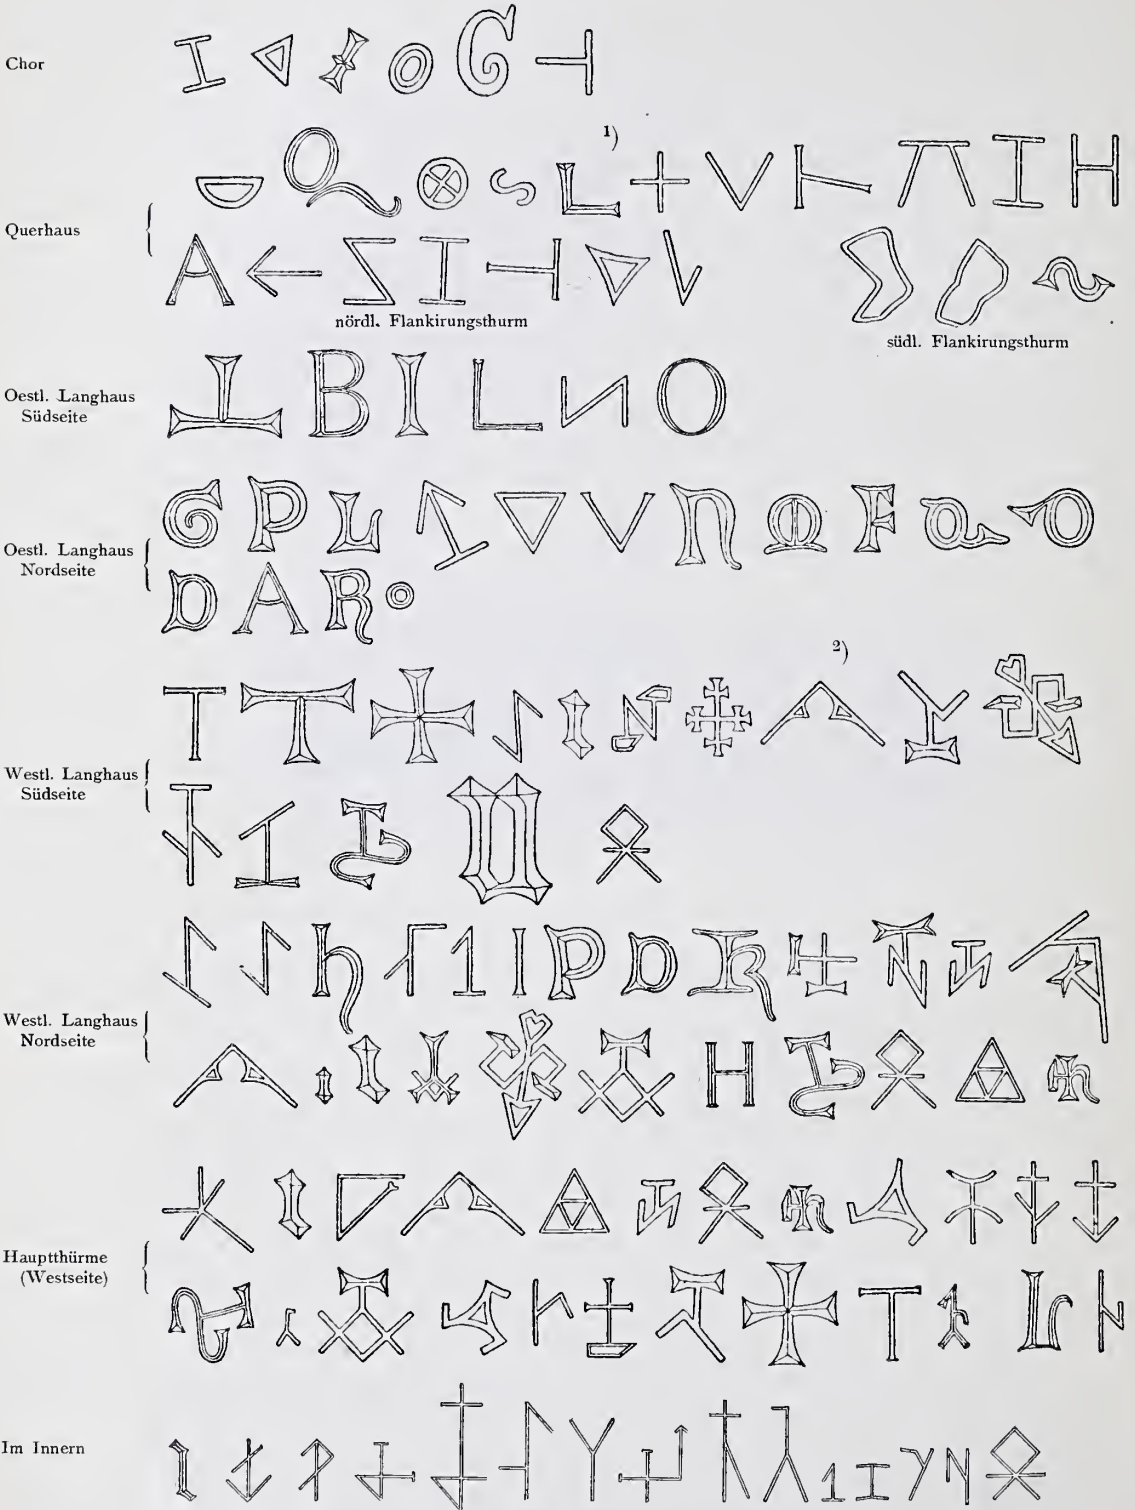 Chor
1)
Querhaus
nördl. Flankirungsthurm
südl. Flankirungsthurm
Oestl. Langhaus
Südseite
Oestl. Langhaus
Nordseite
2)
Westl. Langhaus
Südseite
Westl. Langhaus
Nordseite
Hauptthürme
(Westseite)
Im Innern